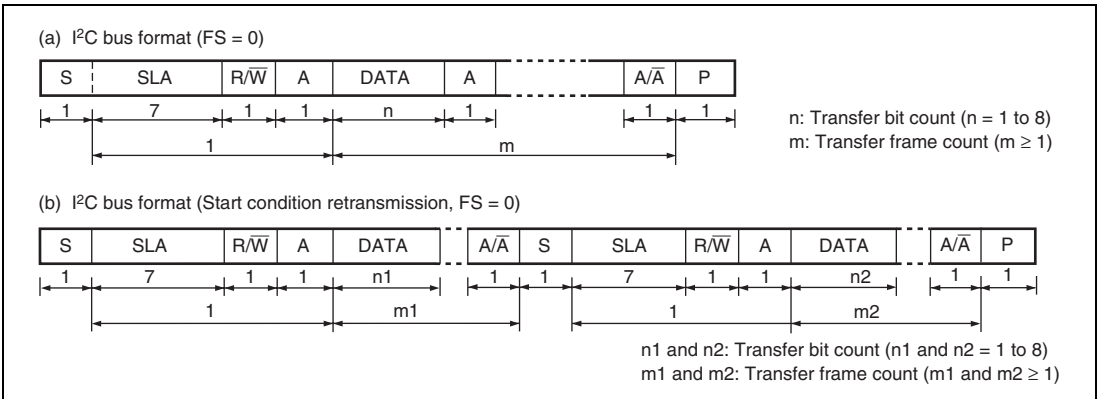 (a) I²C bus format (FS = 0)
S SLA R/W̅ A DATA A A/A̅ P
1 7 1 1 n 1 1 1
1 m
n: Transfer bit count (n = 1 to 8)
m: Transfer frame count (m ≥ 1)
(b) I²C bus format (Start condition retransmission, FS = 0)
S SLA R/W̅ A DATA A/A̅ S SLA R/W̅ A DATA A/A̅ P
1 7 1 1 n1 1 1 7 1 1 n2 1 1
1 m1 1 m2
n1 and n2: Transfer bit count (n1 and n2 = 1 to 8)
m1 and m2: Transfer frame count (m1 and m2 ≥ 1)